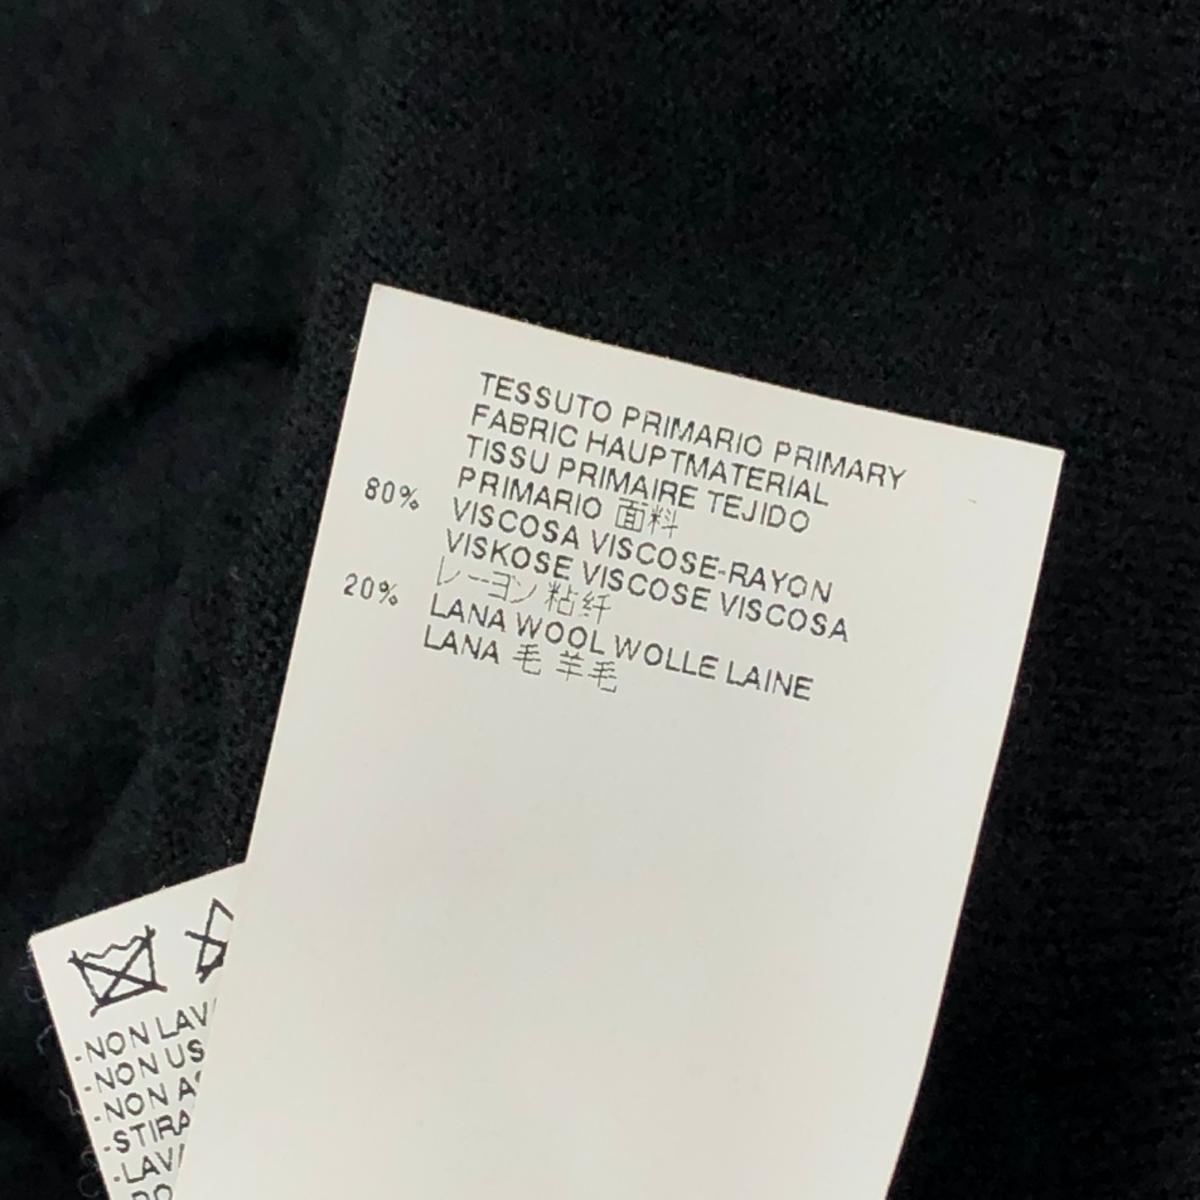 TESSUTO PRIMARIO PRIMARY
FABRIC HAUPTMATERIAL
TISSU PRIMAIRE TEJIDO
PRIMARIO 面料
80% VISCOSA VISCOSE-RAYON
VISKOSE VISCOSE VISCOSA
レーヨン 粘纤
20% LANA WOOL WOLLE LAINE
LANA 毛 羊毛
-NON LAV
-NON US
-NON AS
-STIRA
-LAV